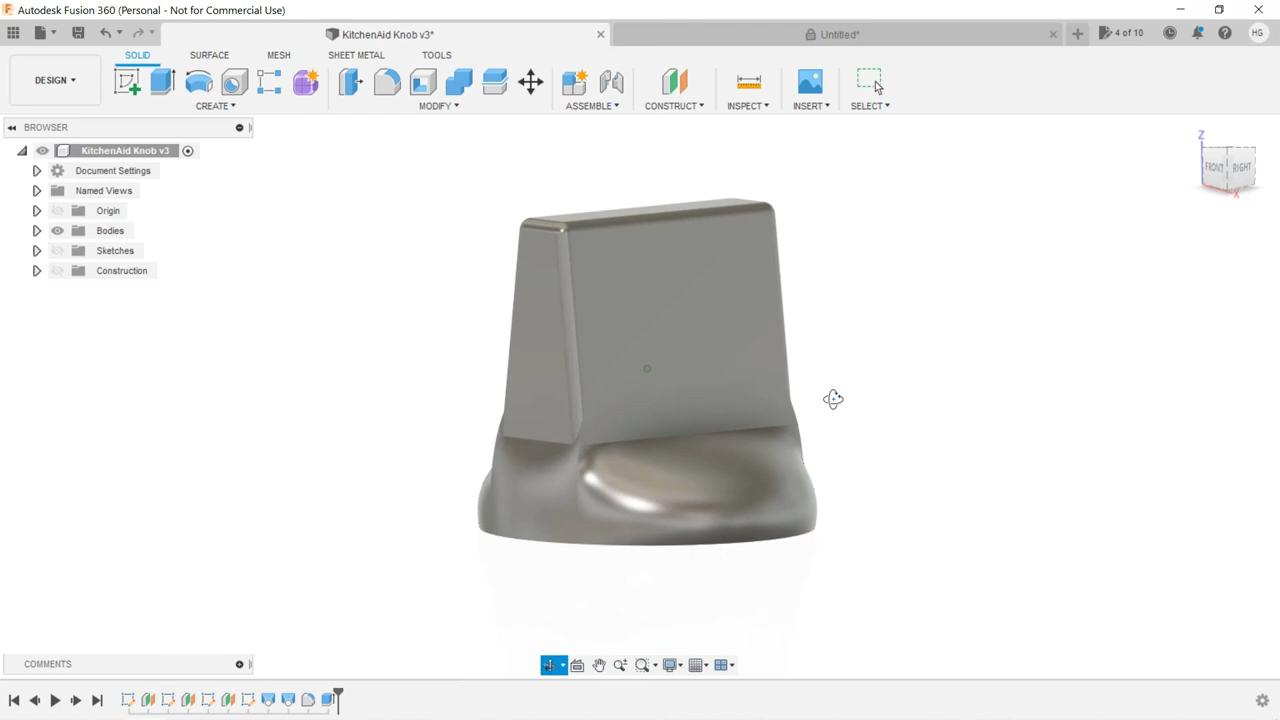 Autodesk Fusion 360 (Personal - Not for Commercial Use)
KitchenAid Knob v3*
Untitled*
4 of 10
HG
DESIGN
SOLID
SURFACE
MESH
SHEET METAL
TOOLS
CREATE
MODIFY
ASSEMBLE
CONSTRUCT
INSPECT
INSERT
SELECT
BROWSER
KitchenAid Knob v3
Document Settings
Named Views
Origin
Bodies
Sketches
Construction
Z
FRONT
RIGHT
X
COMMENTS